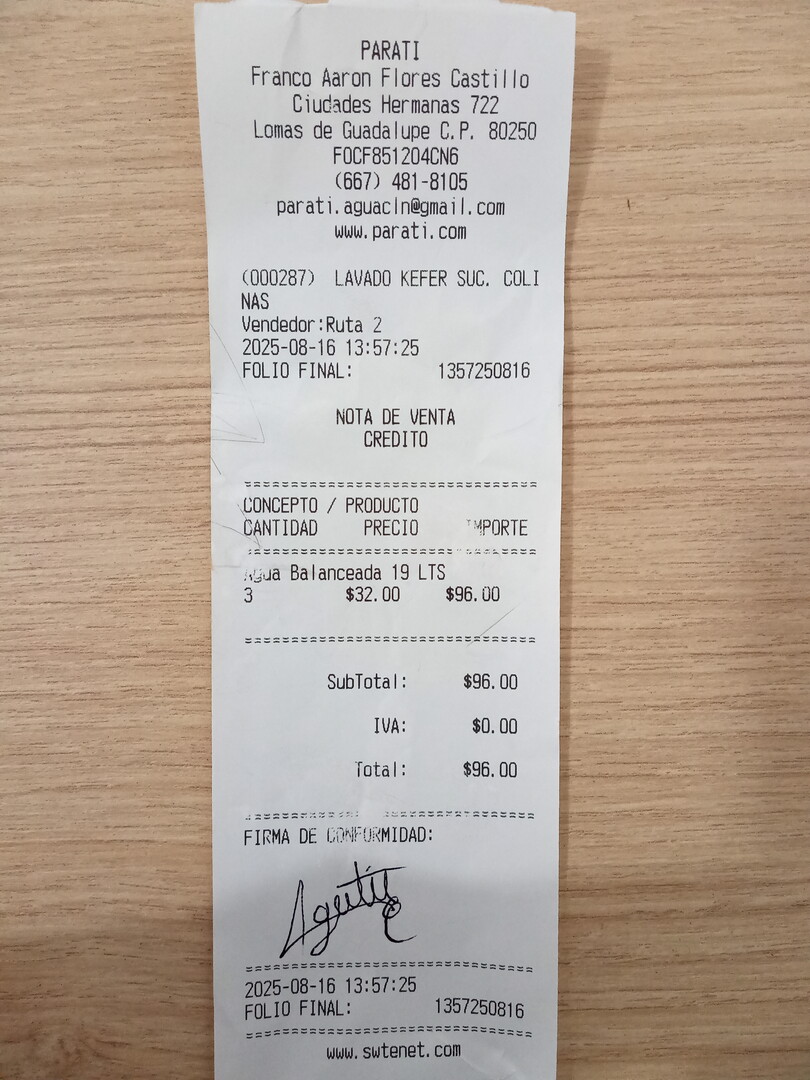 PARATI
Franco Aaron Flores Castillo
Ciudades Hermanas 722
Lomas de Guadalupe C.P. 80250
FOCF851204CN6
(667) 481-8105
parati.aguacln@gmail.com
www.parati.com
(000287) LAVADO KEFER SUC. COLI
NAS
Vendedor:Ruta 2
2025-08-16 13:57:25
FOLIO FINAL: 1357250816
NOTA DE VENTA
CREDITO
CONCEPTO / PRODUCTO
CANTIDAD PRECIO IMPORTE
Agua Balanceada 19 LTS
3 $32.00 $96.00
SubTotal: $96.00
IVA: $0.00
Total: $96.00
FIRMA DE CONFORMIDAD:
2025-08-16 13:57:25
FOLIO FINAL: 1357250816
www.swtenet.com